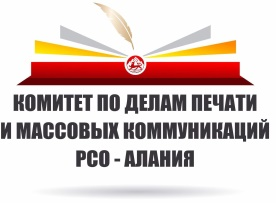 КОМИТЕТ ПО ДЕЛАМ ПЕЧАТИ
И МАССОВЫХ КОММУНИКАЦИЙ
РСО - АЛАНИЯ